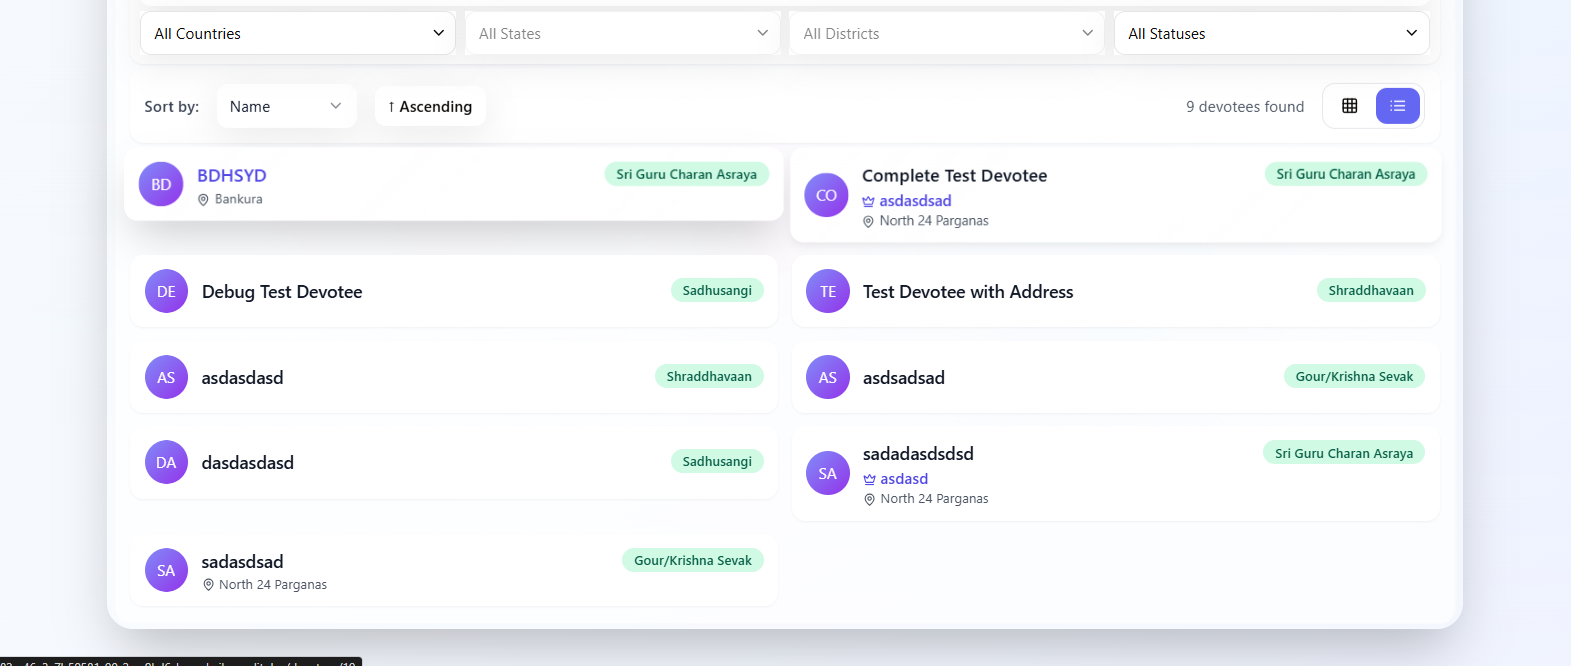 All Countries All States All Districts All Statuses
Sort by: Name ↑ Ascending 9 devotees found
BD BDHSYD Sri Guru Charan Asraya
Bankura
CO Complete Test Devotee Sri Guru Charan Asraya
asdasdsad
North 24 Parganas
DE Debug Test Devotee Sadhusangi
TE Test Devotee with Address Shraddhavaan
AS asdasdasd Shraddhavaan
AS asdsadsad Gour/Krishna Sevak
DA dasdasdasd Sadhusangi
SA sadadasdsdsd Sri Guru Charan Asraya
asdasd
North 24 Parganas
SA sadasdsad Gour/Krishna Sevak
North 24 Parganas